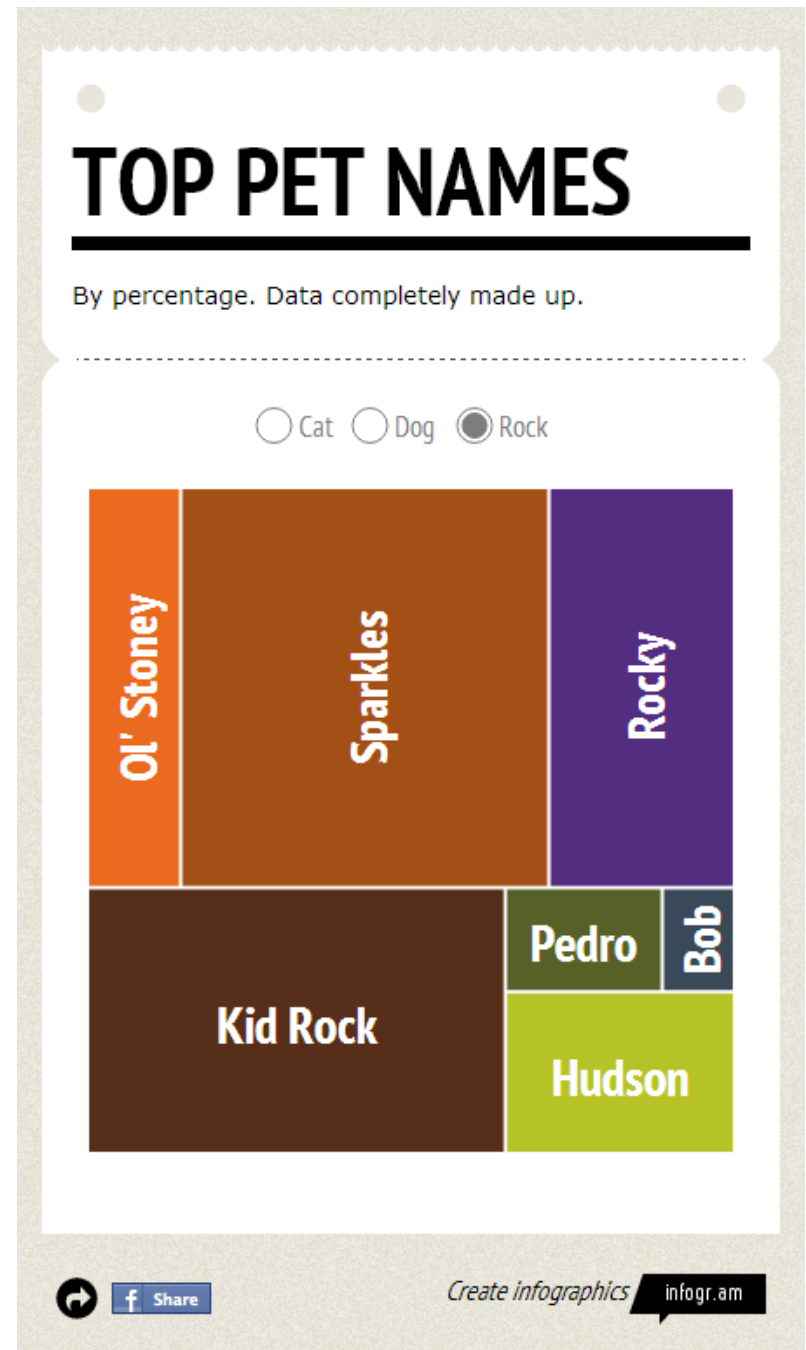 TOP PET NAMES
By percentage. Data completely made up.
Cat Dog Rock
Ol' Stoney
Sparkles
Rocky
Kid Rock
Pedro
Bob
Hudson
f Share
Create infographics infogr.am